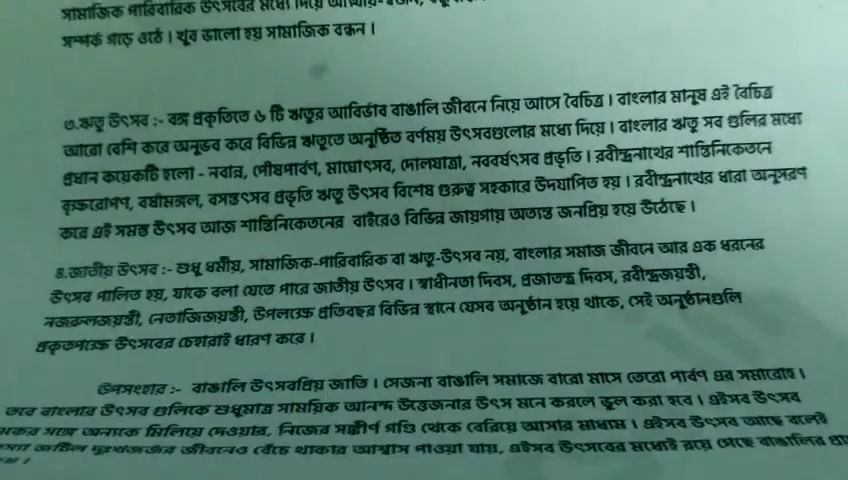 সামাজিক পারিবারিক উৎসবের মধ্যে দিয়ে
সম্পর্ক গড়ে ওঠে । খুব ভালো হয় সামাজিক বন্ধন ।
৩.ঋতু উৎসব :- বঙ্গ প্রকৃতিতে ৬ টি ঋতুর আবির্ভাব বাঙালি জীবনে নিয়ে আসে বৈচিত্র । বাংলার মানুষ এই বৈচিত্র
আরো বেশি করে অনুভব করে বিভিন্ন ঋতুতে অনুষ্ঠিত বর্ণময় উৎসবগুলোর মধ্যে দিয়ে । বাংলার ঋতু সব গুলির মধ্যে
প্রধান কয়েকটি হলো - নবান্ন, পৌষপার্বণ, মাঘোৎসব, দোলযাত্রা, নববর্ষৎসব প্রভৃতি । রবীন্দ্রনাথের শান্তিনিকেতনে
বৃক্ষরোপণ, বর্ষামঙ্গল, বসন্তৎসব প্রভৃতি ঋতু উৎসব বিশেষ গুরুত্ব সহকারে উদযাপিত হয় । রবীন্দ্রনাথের ধারা অনুসরণ
করে এই সমস্ত উৎসব আজ শান্তিনিকেতনের বাইরেও বিভিন্ন জায়গায় অত্যন্ত জনপ্রিয় হয়ে উঠেছে ।
৪.জাতীয় উৎসব :- শুধু ধর্মীয়, সামাজিক-পারিবারিক বা ঋতু-উৎসব নয়, বাংলার সমাজ জীবনে আর এক ধরনের
উৎসব পালিত হয়, যাকে বলা যেতে পারে জাতীয় উৎসব । স্বাধীনতা দিবস, প্রজাতন্ত্র দিবস, রবীন্দ্রজয়ন্তী,
নজরুলজয়ন্তী, নেতাজিজয়ন্তী, উপলক্ষে প্রতিবছর বিভিন্ন স্থানে যেসব অনুষ্ঠান হয়ে থাকে, সেই অনুষ্ঠানগুলি
প্রকৃতপক্ষে উৎসবের চেহারাই ধারণ করে ।
উপসংহার :- বাঙালি উৎসবপ্রিয় জাতি । সেজন্য বাঙালি সমাজে বারো মাসে তেরো পার্বণ এর সমারোহ ।
তবে বাংলার উৎসব গুলিকে শুধুমাত্র সাময়িক আনন্দ উত্তেজনার উৎস মনে করলে ভুল করা হবে । এইসব উৎসব
সঙ্গে অন্যকে মিলিয়ে দেওয়ার, নিজের সঙ্কীর্ণ গণ্ডি থেকে বেরিয়ে আসার মাধ্যম । এইসব উৎসব আছে বলেই
জটিল দুঃখজর্জর জীবনেও বেঁচে থাকার আশ্বাস পাওয়া যায়, এইসব উৎসবের মধ্যেই রয়ে গেছে বাঙালির